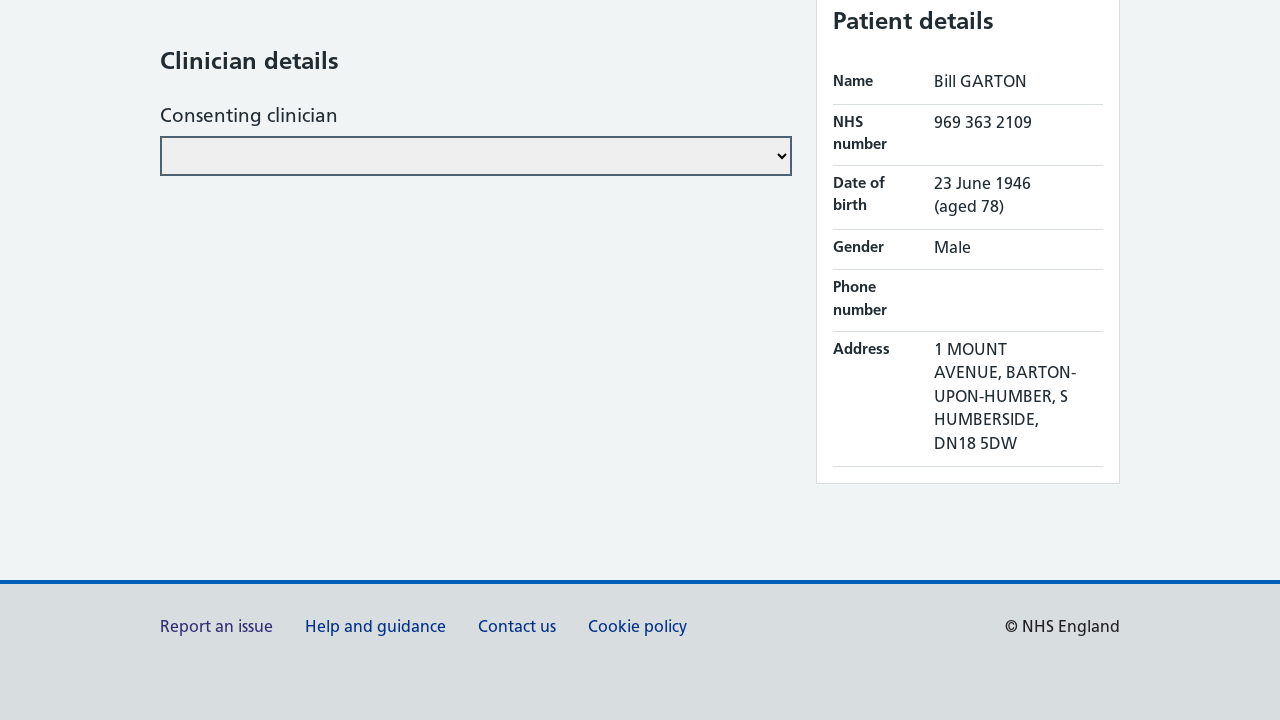 Clinician details
Consenting clinician
Patient details
Name
Bill GARTON
NHS
number
969 363 2109
Date of
birth
23 June 1946
(aged 78)
Gender
Male
Phone
number
Address
1 MOUNT
AVENUE, BARTON-
UPON-HUMBER, S
HUMBERSIDE,
DN18 5DW
Report an issue
Help and guidance
Contact us
Cookie policy
© NHS England